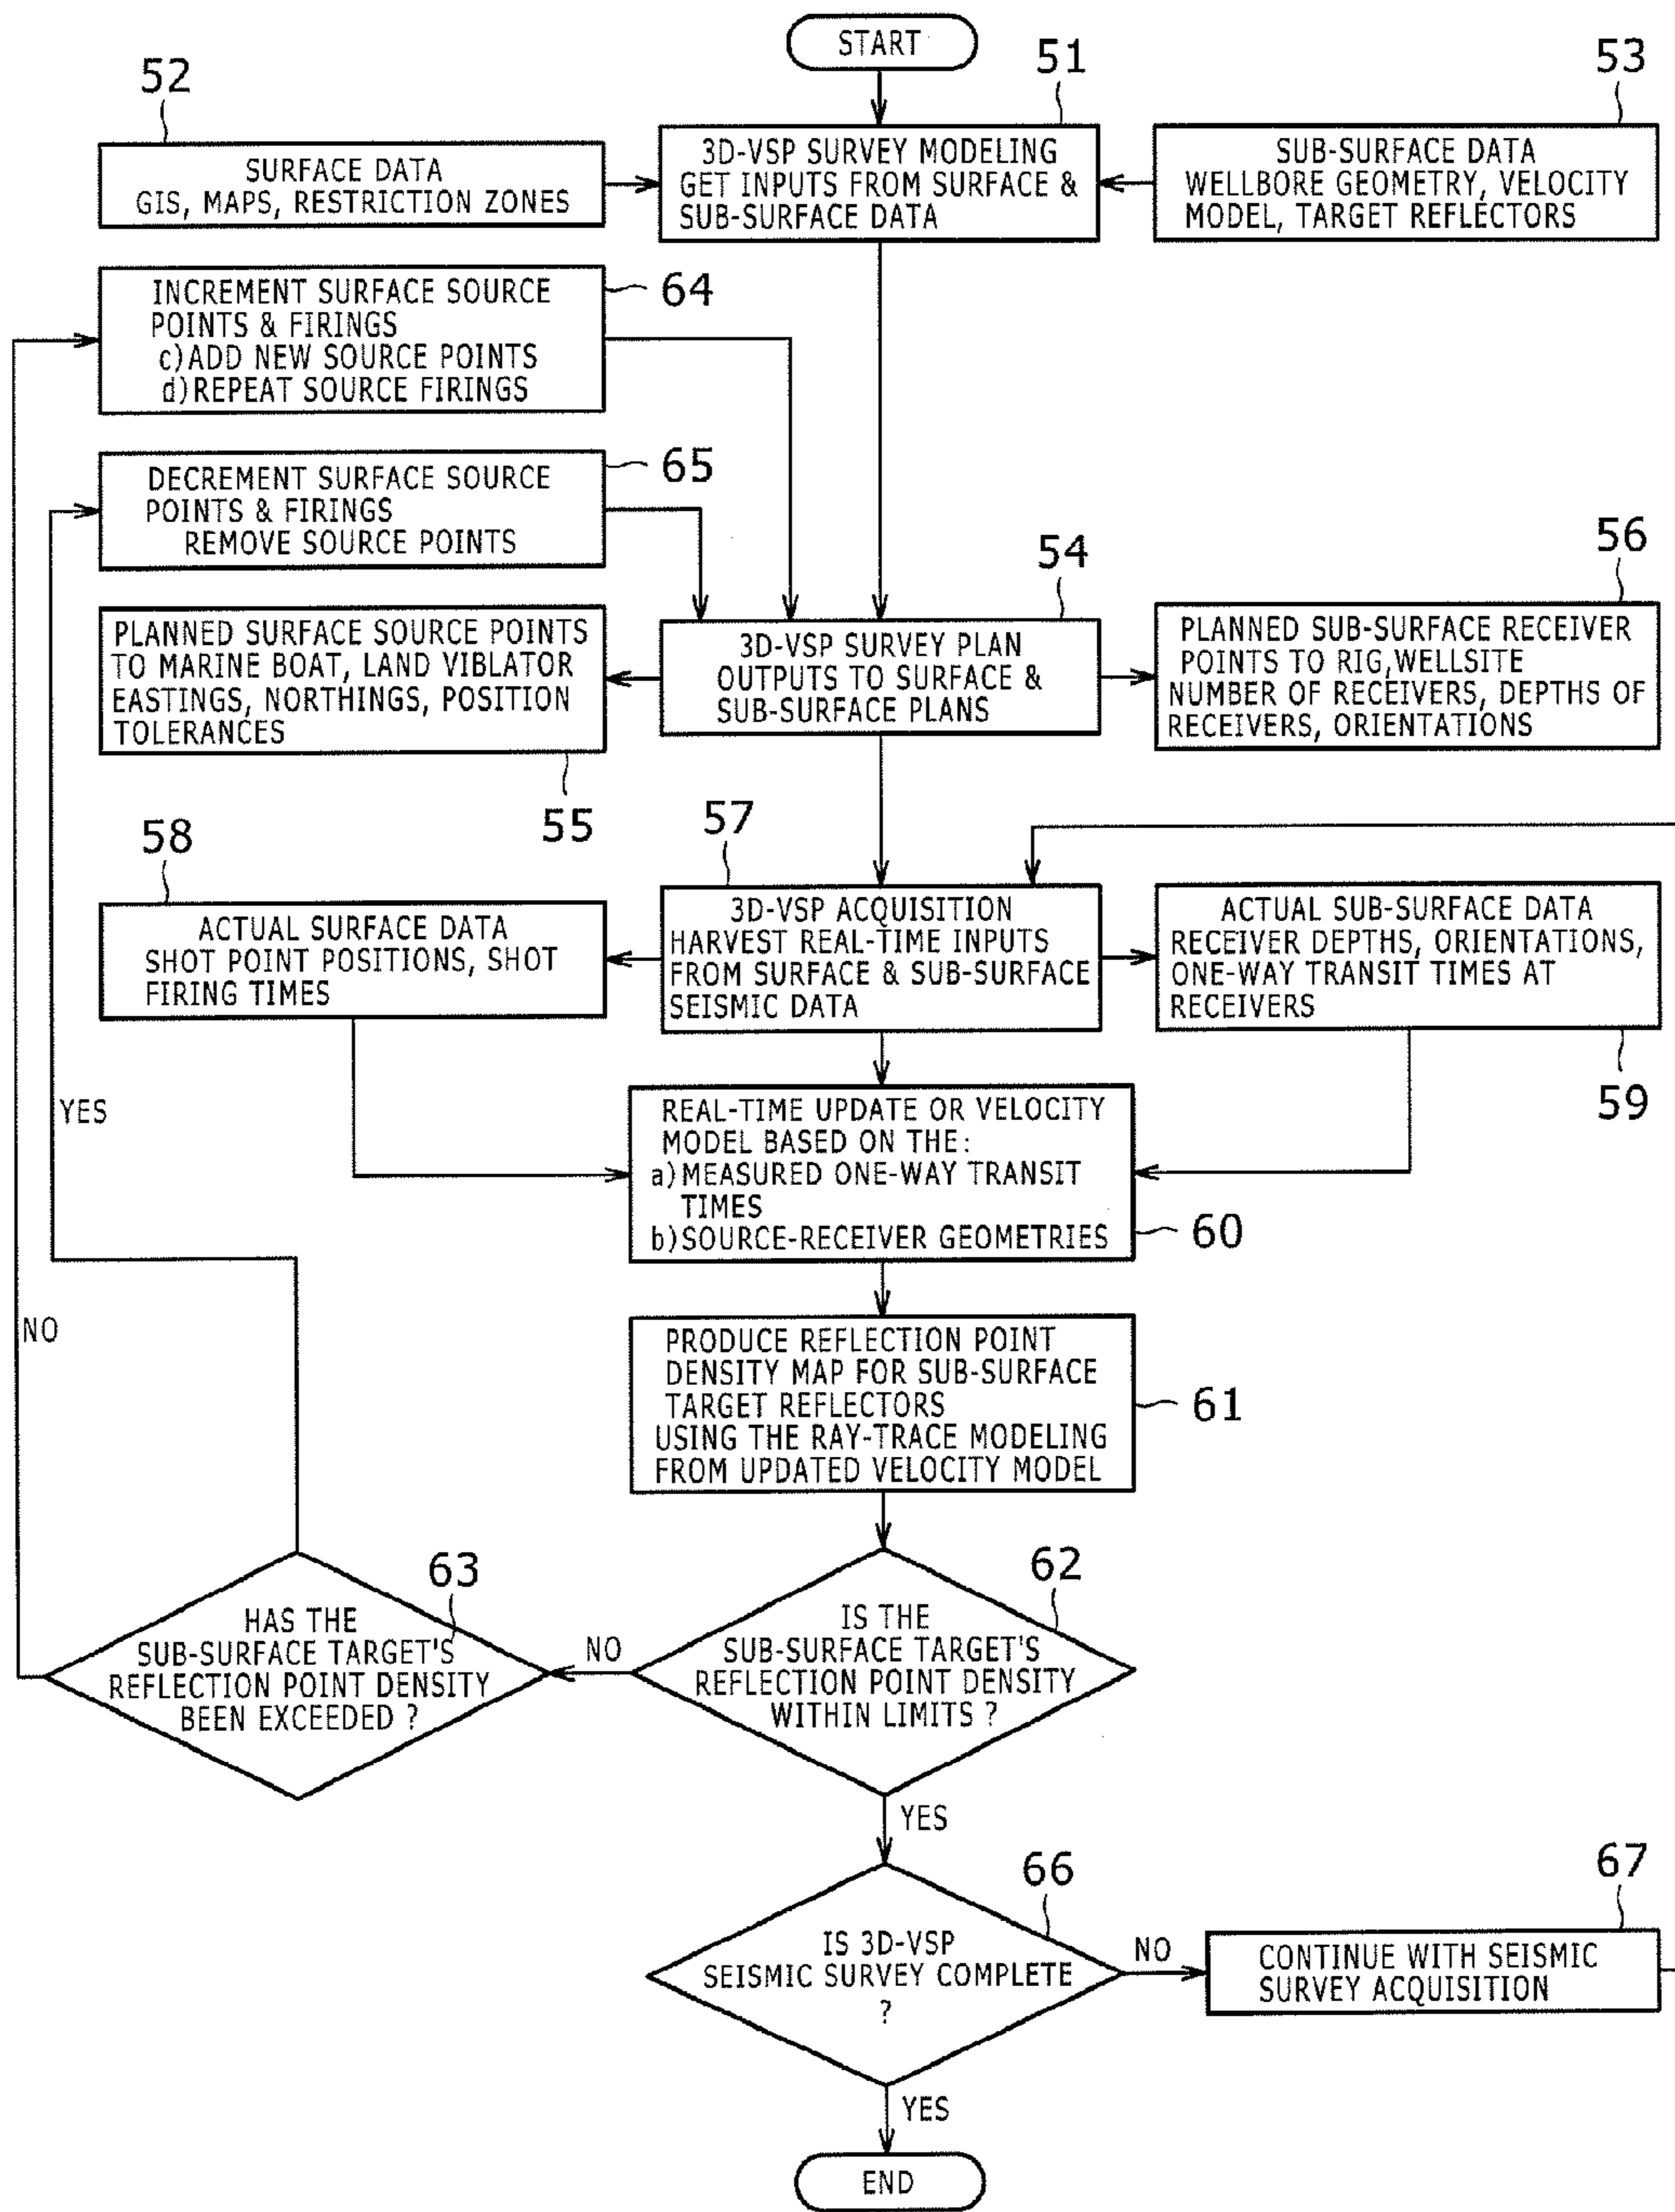 START
51
52
53
SURFACE DATA
GIS, MAPS, RESTRICTION ZONES
3D-VSP SURVEY MODELING
GET INPUTS FROM SURFACE &
SUB-SURFACE DATA
SUB-SURFACE DATA
WELLBORE GEOMETRY, VELOCITY
MODEL, TARGET REFLECTORS
INCREMENT SURFACE SOURCE
POINTS & FIRINGS
c)ADD NEW SOURCE POINTS
d)REPEAT SOURCE FIRINGS
64
DECREMENT SURFACE SOURCE
POINTS & FIRINGS
REMOVE SOURCE POINTS
65
54
56
PLANNED SURFACE SOURCE POINTS
TO MARINE BOAT, LAND VIBLATOR
EASTINGS, NORTHINGS, POSITION
TOLERANCES
55
3D-VSP SURVEY PLAN
OUTPUTS TO SURFACE &
SUB-SURFACE PLANS
PLANNED SUB-SURFACE RECEIVER
POINTS TO RIG,WELLSITE
NUMBER OF RECEIVERS, DEPTHS OF
RECEIVERS, ORIENTATIONS
58
57
ACTUAL SURFACE DATA
SHOT POINT POSITIONS, SHOT
FIRING TIMES
3D-VSP ACQUISITION
HARVEST REAL-TIME INPUTS
FROM SURFACE & SUB-SURFACE
SEISMIC DATA
ACTUAL SUB-SURFACE DATA
RECEIVER DEPTHS, ORIENTATIONS,
ONE-WAY TRANSIT TIMES AT
RECEIVERS
59
YES
REAL-TIME UPDATE OR VELOCITY
MODEL BASED ON THE:
a)MEASURED ONE-WAY TRANSIT
TIMES
b)SOURCE-RECEIVER GEOMETRIES
60
NO
PRODUCE REFLECTION POINT
DENSITY MAP FOR SUB-SURFACE
TARGET REFLECTORS
USING THE RAY-TRACE MODELING
FROM UPDATED VELOCITY MODEL
61
63
HAS THE
SUB-SURFACE TARGET'S
REFLECTION POINT DENSITY
BEEN EXCEEDED ?
NO
62
IS THE
SUB-SURFACE TARGET'S
REFLECTION POINT DENSITY
WITHIN LIMITS ?
YES
66
IS 3D-VSP
SEISMIC SURVEY COMPLETE
?
NO
67
CONTINUE WITH SEISMIC
SURVEY ACQUISITION
YES
END